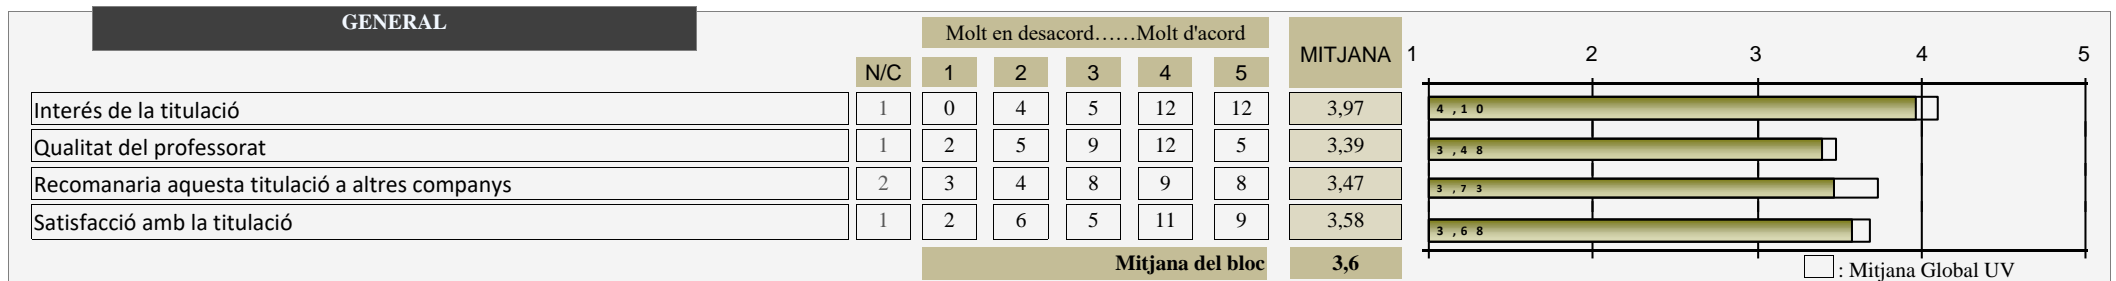 GENERAL
Molt en desacord……Molt d'acord
MITJANA
1 2 3 4 5
N/C 1 2 3 4 5
Interés de la titulació 1 0 4 5 12 12 3,97 4,10
Qualitat del professorat 1 2 5 9 12 5 3,39 3,48
Recomanaria aquesta titulació a altres companys 2 3 4 8 9 8 3,47 3,73
Satisfacció amb la titulació 1 2 6 5 11 9 3,58 3,68
Mitjana del bloc 3,6
: Mitjana Global UV